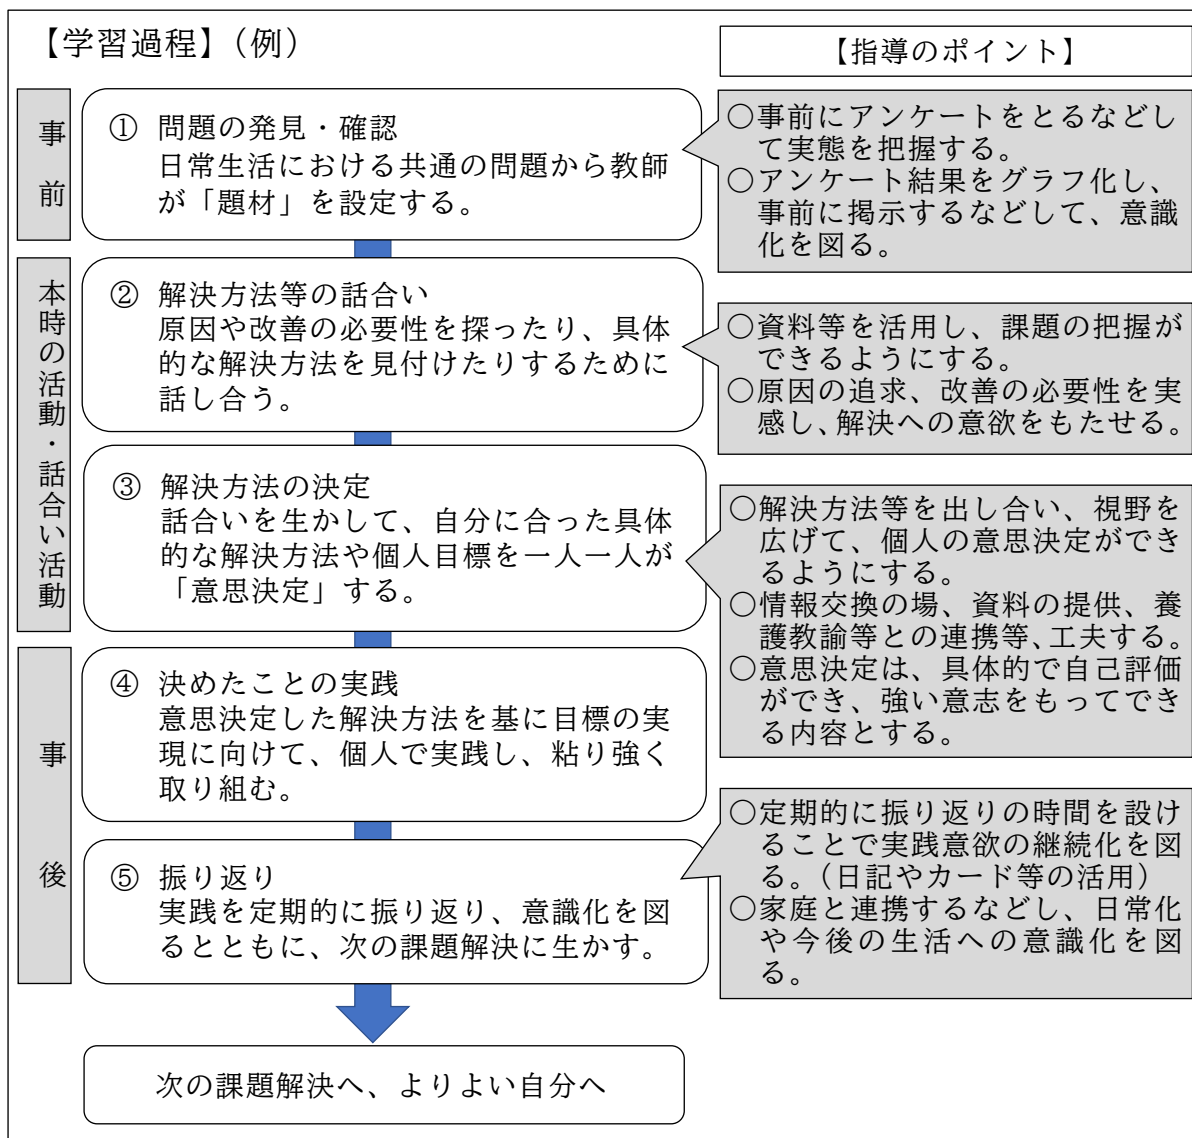 【学習過程】(例)
【指導のポイント】
事前
① 問題の発見・確認
日常生活における共通の問題から教師
が「題材」を設定する。
○事前にアンケートをとるなどし
て実態を把握する。
○アンケート結果をグラフ化し、
事前に掲示するなどして、意識
化を図る。
本時の活動・話合い活動
② 解決方法等の話合い
原因や改善の必要性を探ったり、具体
的な解決方法を見付けたりするために
話し合う。
○資料等を活用し、課題の把握が
できるようにする。
○原因の追求、改善の必要性を実
感し、解決への意欲をもたせる。
③ 解決方法の決定
話合いを生かして、自分に合った具体
的な解決方法や個人目標を一人一人が
「意思決定」する。
○解決方法等を出し合い、視野を
広げて、個人の意思決定ができ
るようにする。
○情報交換の場、資料の提供、養
護教諭等との連携等、工夫する。
○意思決定は、具体的で自己評価
ができ、強い意志をもってでき
る内容とする。
事後
④ 決めたことの実践
意思決定した解決方法を基に目標の実
現に向けて、個人で実践し、粘り強く
取り組む。
⑤ 振り返り
実践を定期的に振り返り、意識化を図
るとともに、次の課題解決に生かす。
○定期的に振り返りの時間を設け
ることで実践意欲の継続化を図
る。(日記やカード等の活用)
○家庭と連携するなどし、日常化
や今後の生活への意識化を図
る。
次の課題解決へ、よりよい自分へ